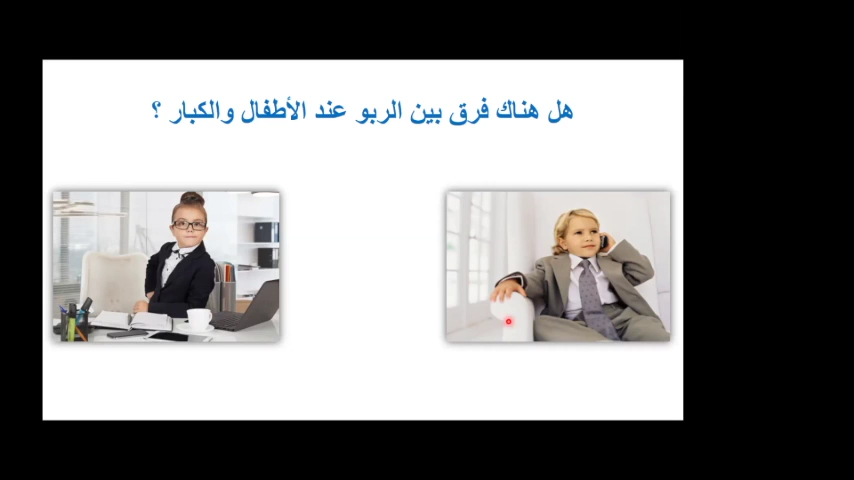 هل هناك فرق بين الربو عند الأطفال والكبار ؟